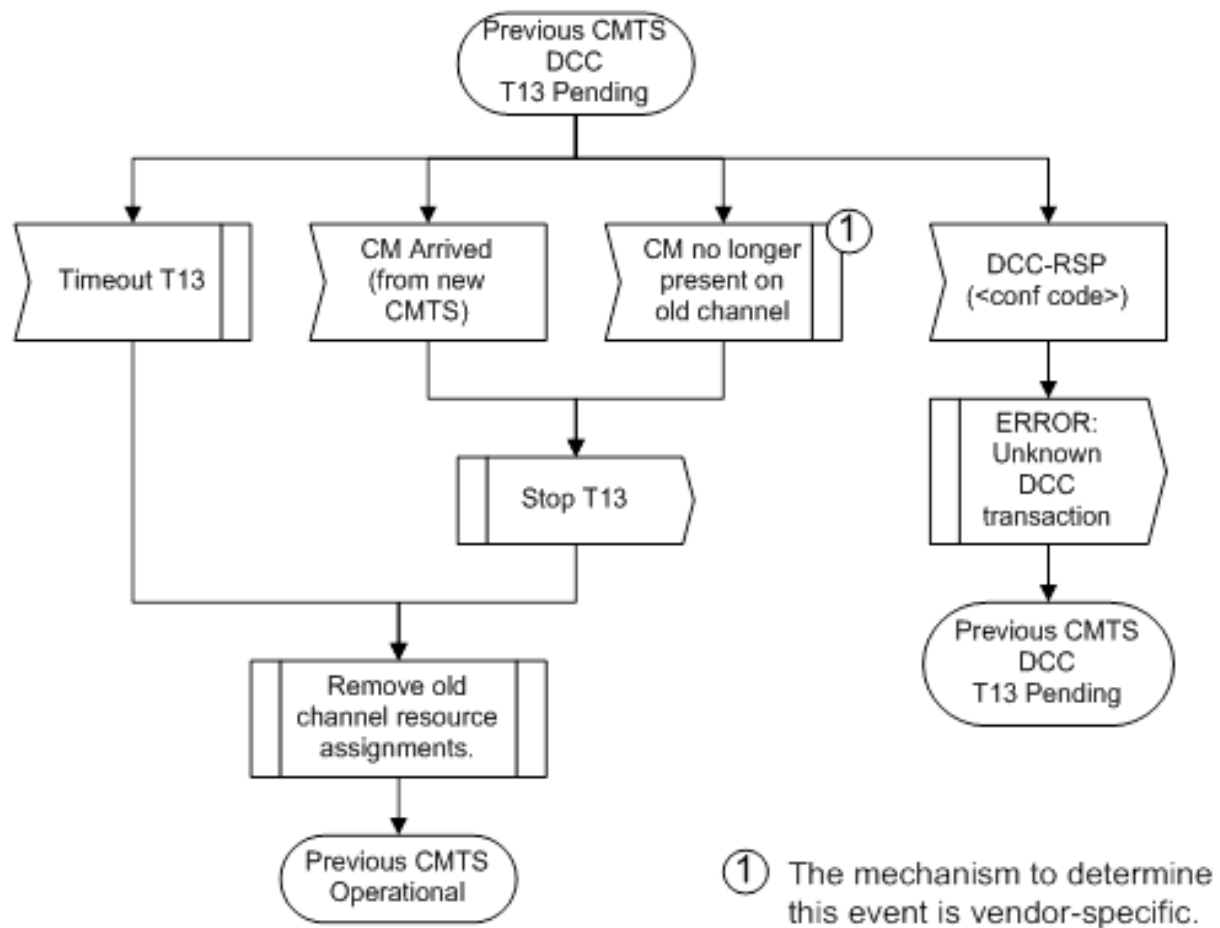 Previous CMTS
DCC
T13 Pending
Timeout T13
CM Arrived
(from new
CMTS)
CM no longer
present on
old channel
1
DCC-RSP
(<conf code>)
Stop T13
ERROR:
Unknown
DCC
transaction
Remove old
channel resource
assignments.
Previous CMTS
DCC
T13 Pending
Previous CMTS
Operational
1 The mechanism to determine
this event is vendor-specific.